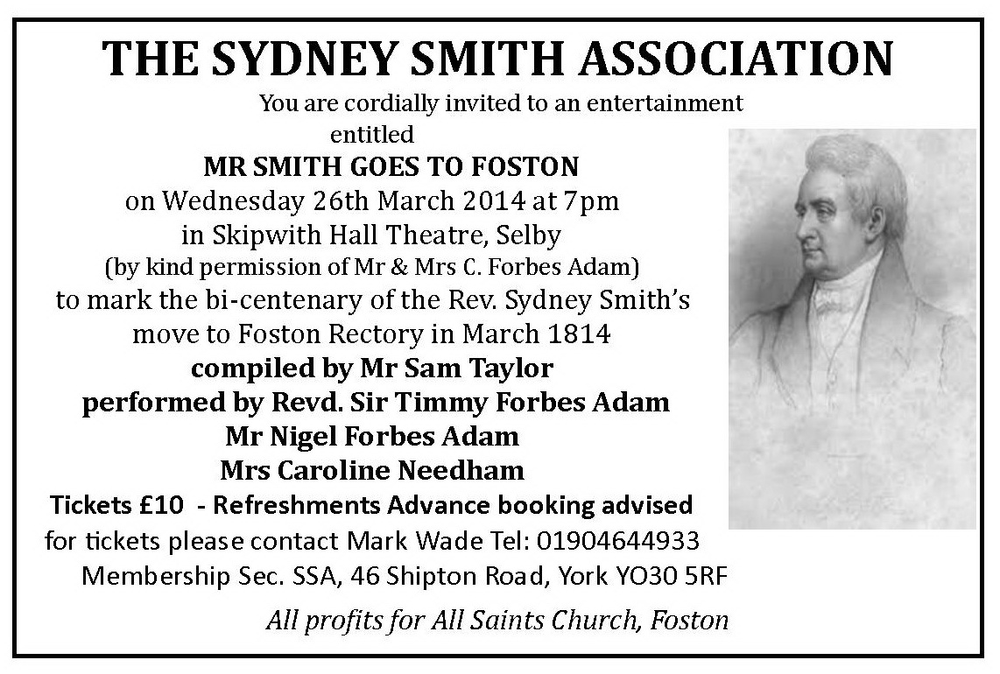 THE SYDNEY SMITH ASSOCIATION
You are cordially invited to an entertainment
entitled
MR SMITH GOES TO FOSTON
on Wednesday 26th March 2014 at 7pm
in Skipwith Hall Theatre, Selby
(by kind permission of Mr & Mrs C. Forbes Adam)
to mark the bi-centenary of the Rev. Sydney Smith’s
move to Foston Rectory in March 1814
compiled by Mr Sam Taylor
performed by Revd. Sir Timmy Forbes Adam
Mr Nigel Forbes Adam
Mrs Caroline Needham
Tickets £10 - Refreshments Advance booking advised
for tickets please contact Mark Wade Tel: 01904644933
Membership Sec. SSA, 46 Shipton Road, York YO30 5RF
All profits for All Saints Church, Foston